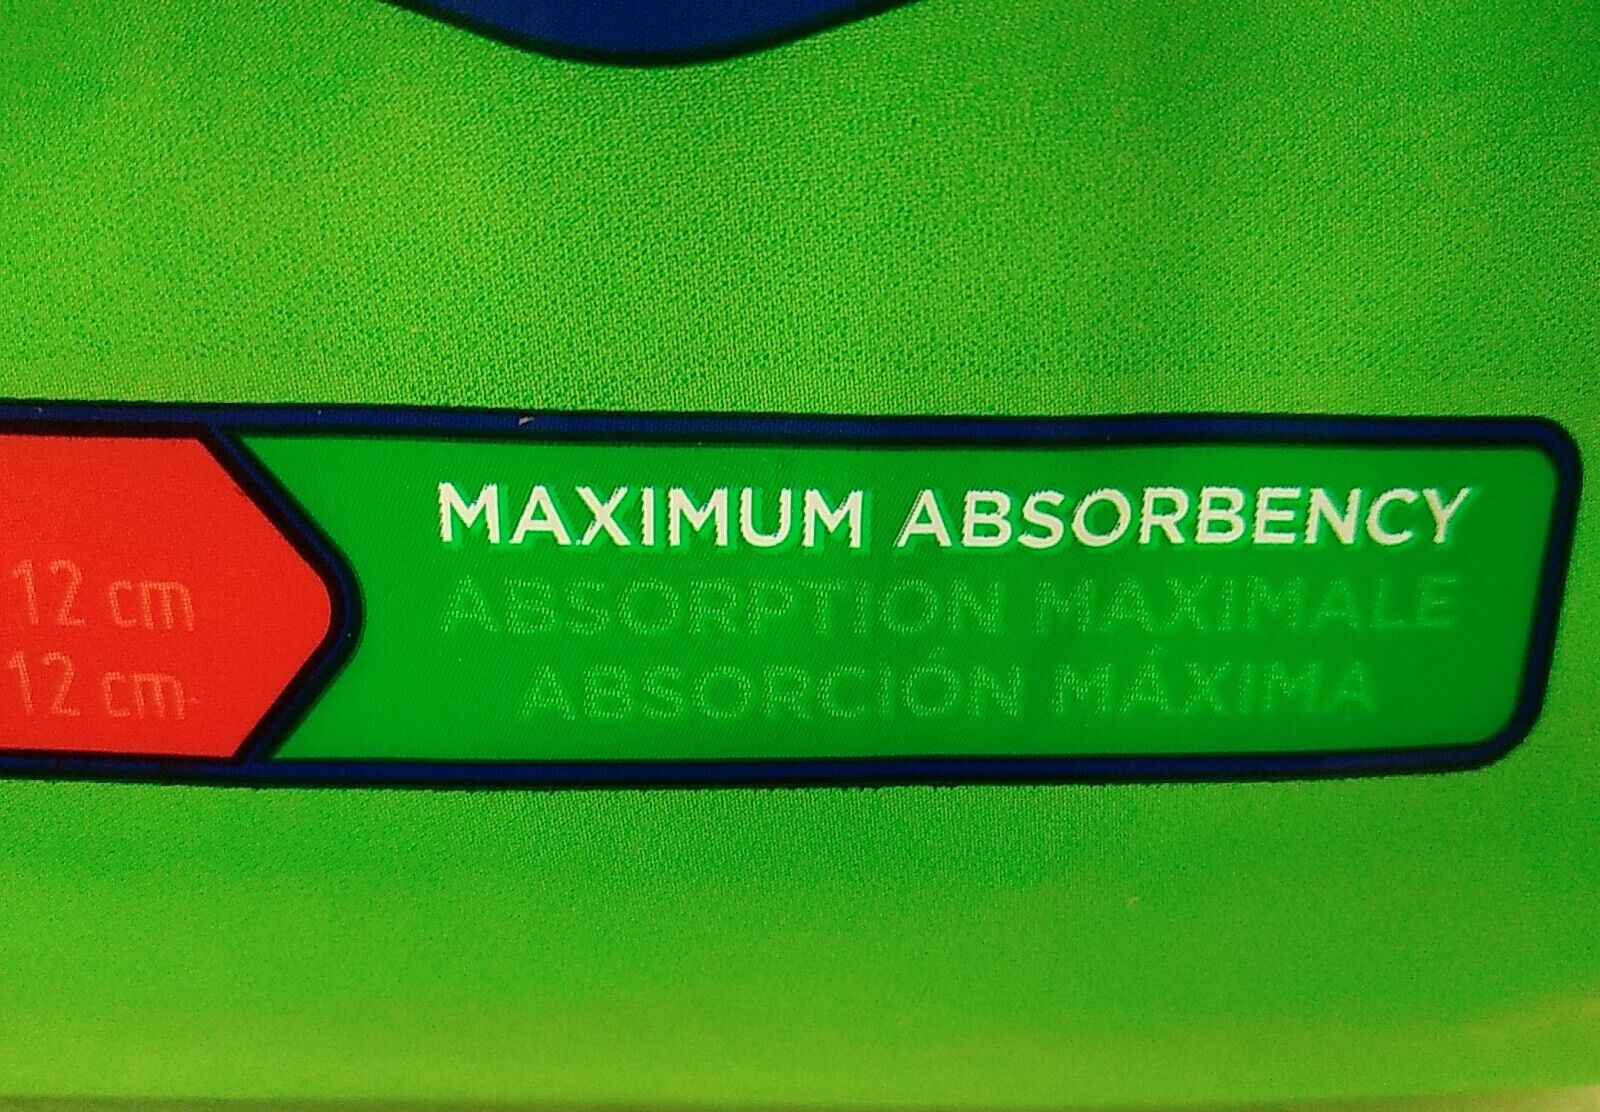 MAXIMUM ABSORBENCY
12 cm ABSORPTION MAXIMALE
12 cm ABSORCIÓN MÁXIMA